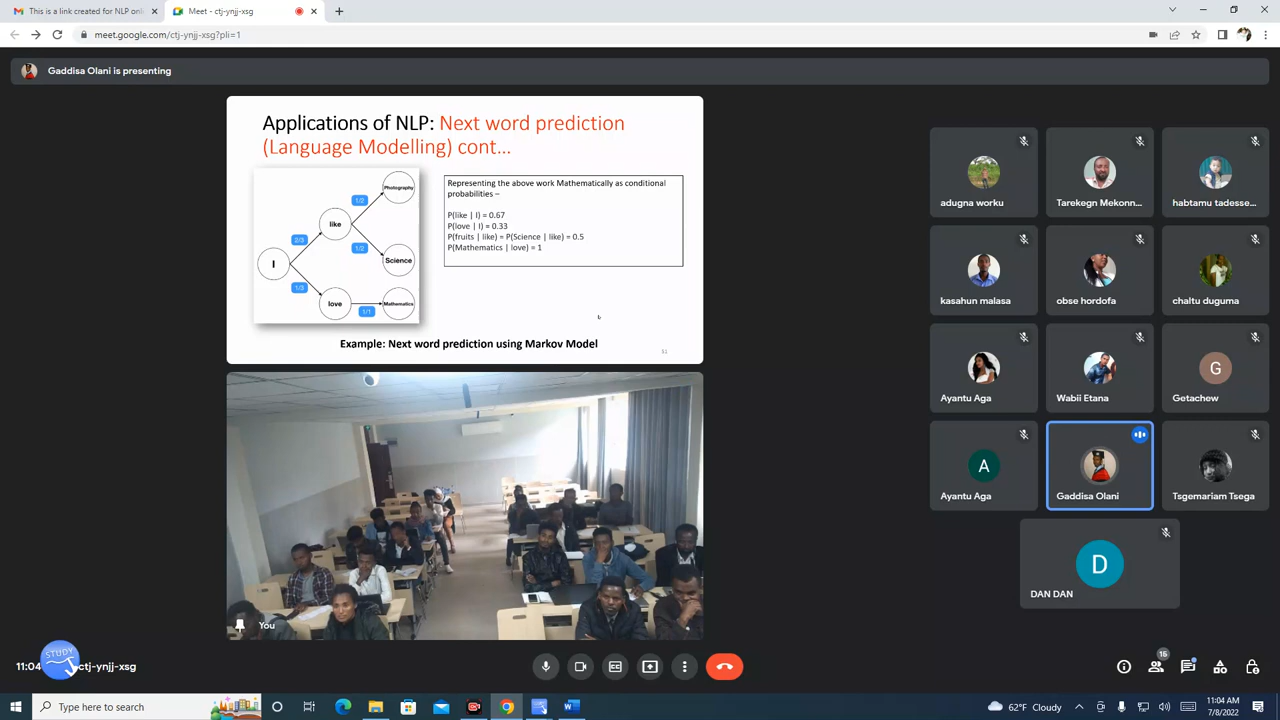 This is a link created for NLP onli
Meet - ctj-ynjj-xsg
meet.google.com/ctj-ynjj-xsg?pli=1
Gaddisa Olani is presenting
Applications of NLP: Next word prediction
(Language Modelling) cont...
Photography
1/2
like
2/3
1/2
I
Science
1/3
love
Mathematics
1/1
Representing the above work Mathematically as conditional
probabilities –
P(like | I) = 0.67
P(love | I) = 0.33
P(fruits | like) = P(Science | like) = 0.5
P(Mathematics | love) = 1
Example: Next word prediction using Markov Model
31
You
adugna worku
Tarekegn Mekonn...
habtamu tadesse...
kasahun malasa
obse hondofa
chaltu duguma
Ayantu Aga
Wabii Etana
G
Getachew
A
Ayantu Aga
Gaddisa Olani
Tsgemariam Tsega
D
DAN DAN
11:04
STUDY
ctj-ynjj-xsg
15
Type here to search
62°F Cloudy
11:04 AM
7/8/2022